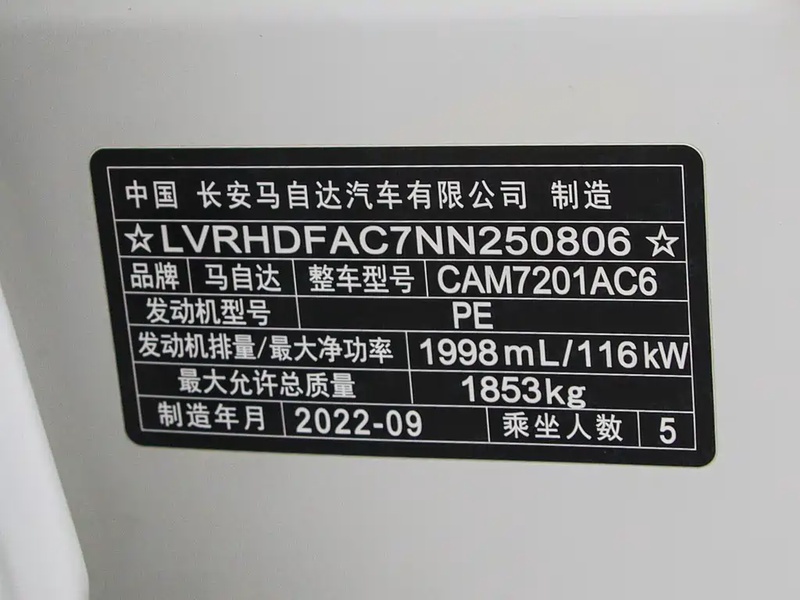 中国 长安马自达汽车有限公司 制造
☆LVRHDFAC7NN250806☆
品牌 马自达 整车型号 CAM7201AC6
发动机型号 PE
发动机排量/最大净功率 1998mL/116kW
最大允许总质量 1853kg
制造年月 2022-09 乘坐人数 5